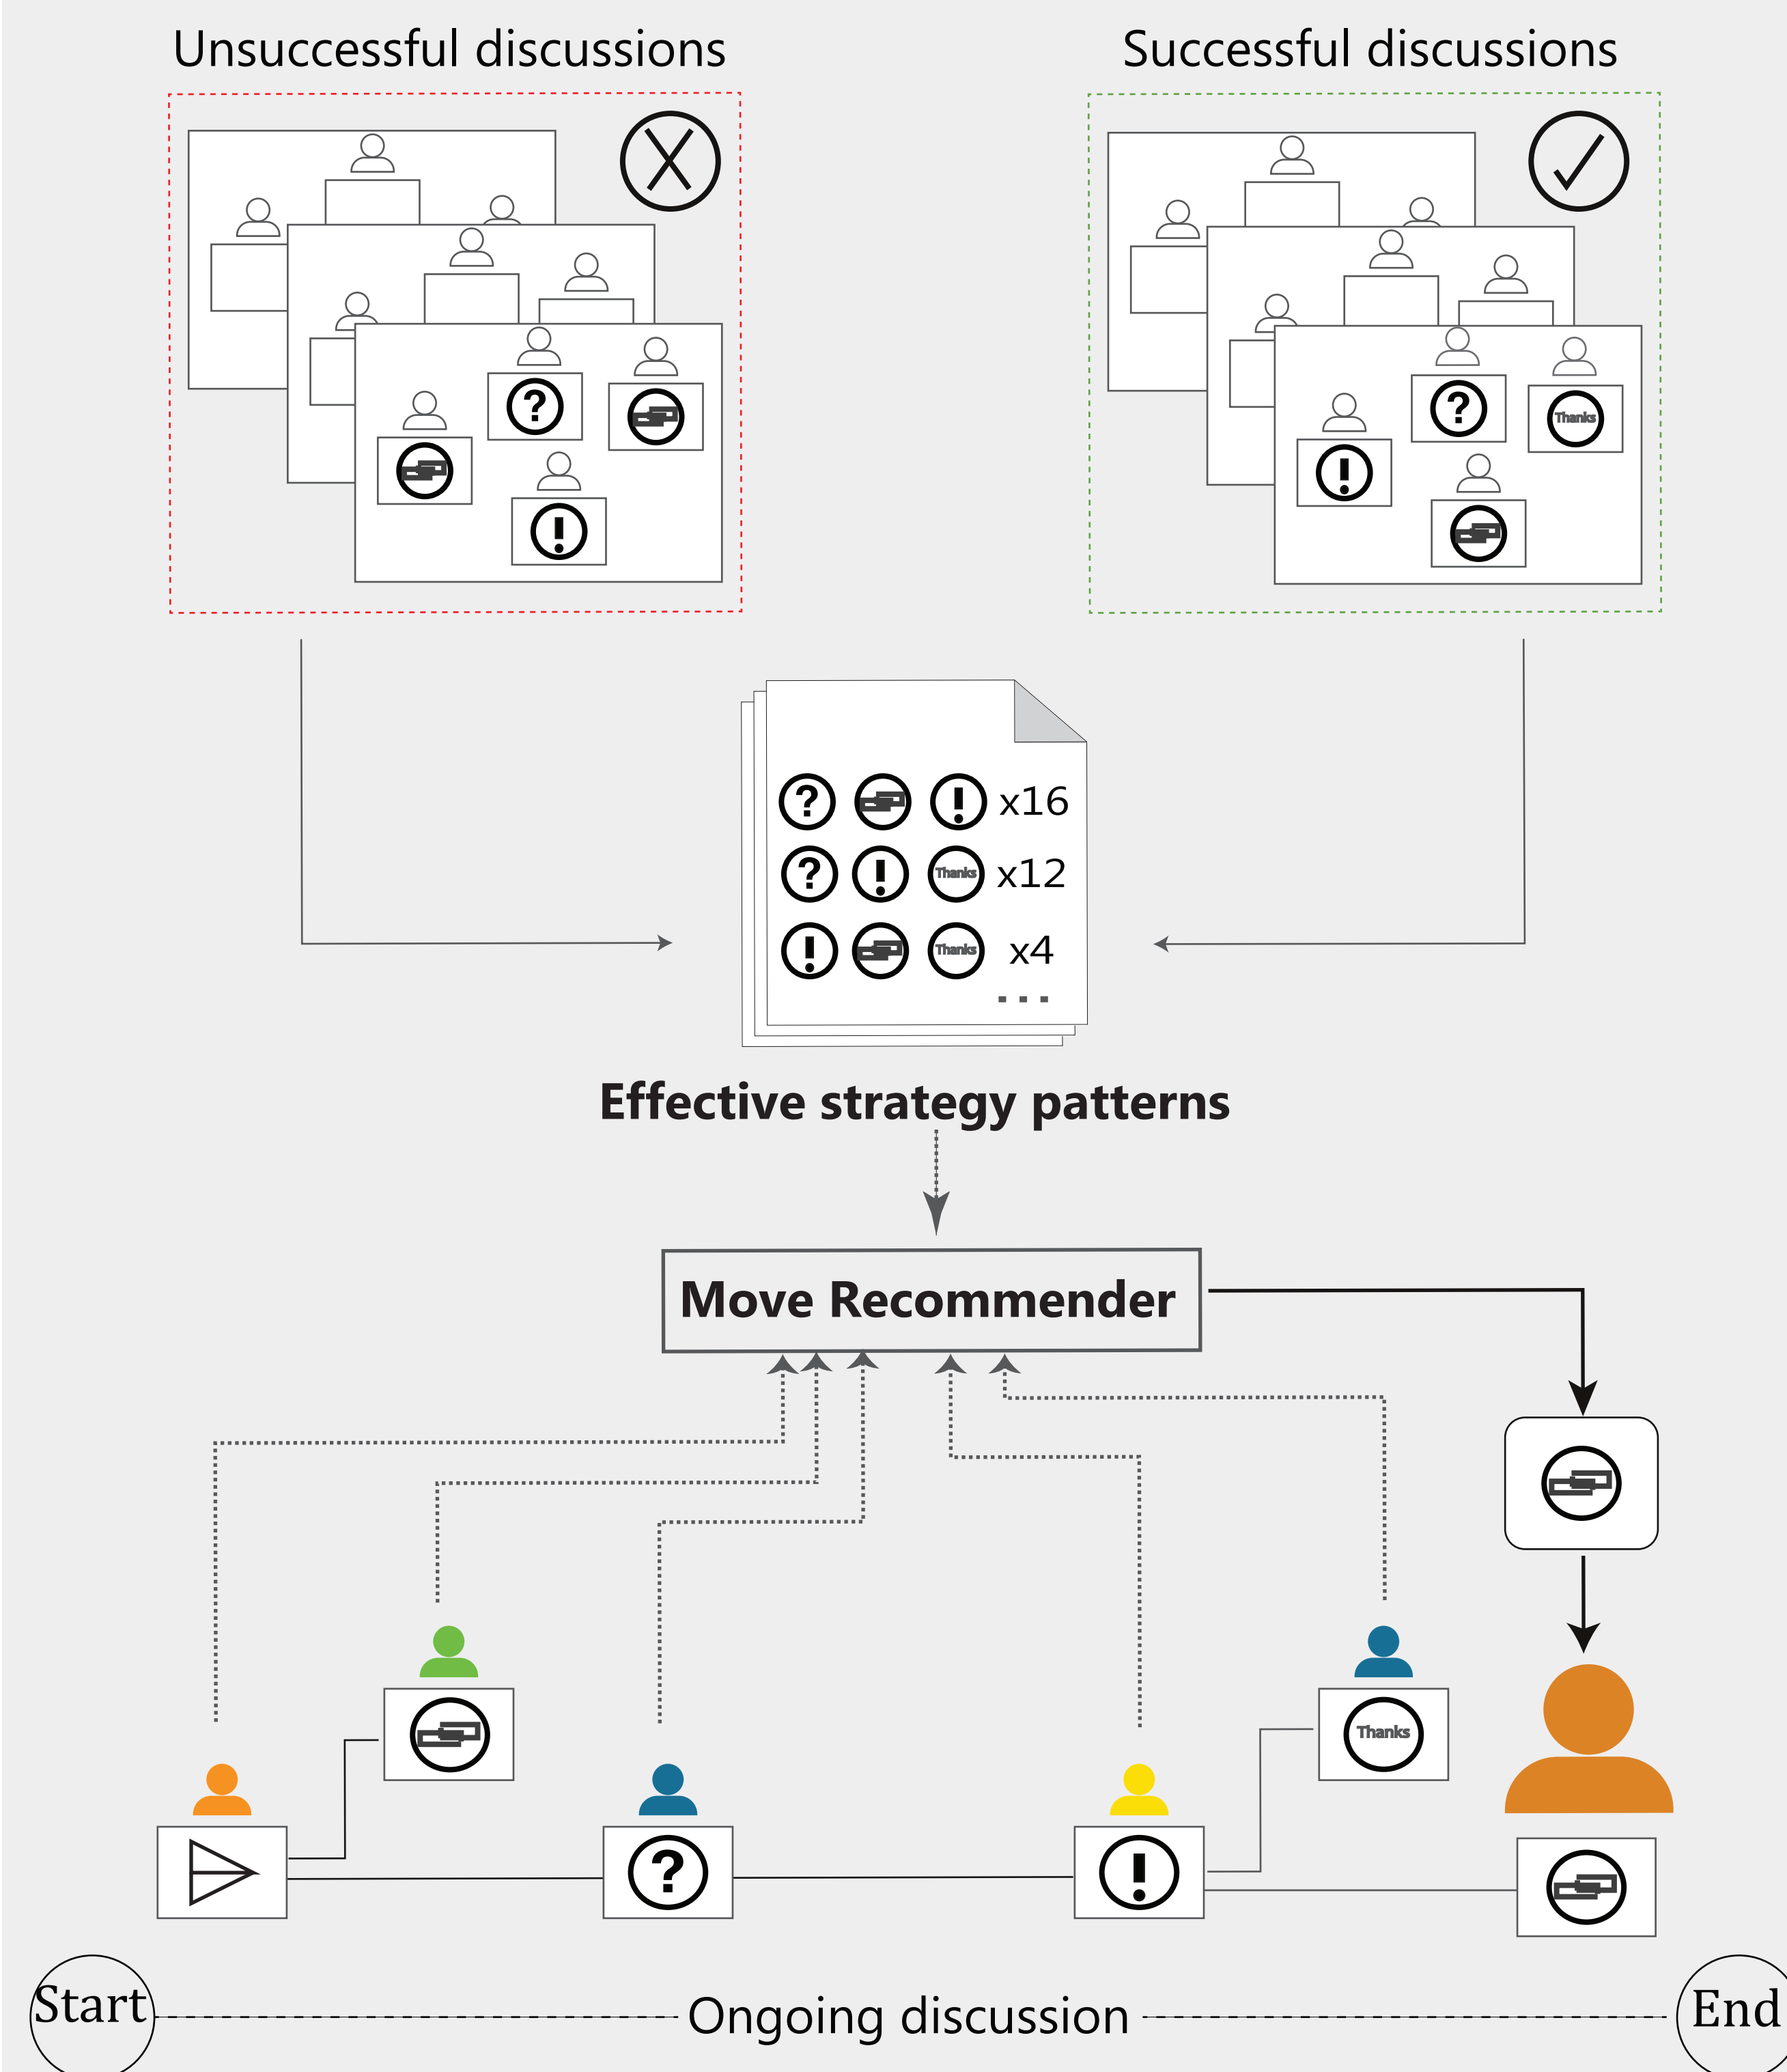 Unsuccessful discussions
Successful discussions
?
!
?
Thanks
!
? ! x16
? ! Thanks x12
! Thanks x4
...
Effective strategy patterns
Move Recommender
Thanks
?
!
Start
Ongoing discussion
End